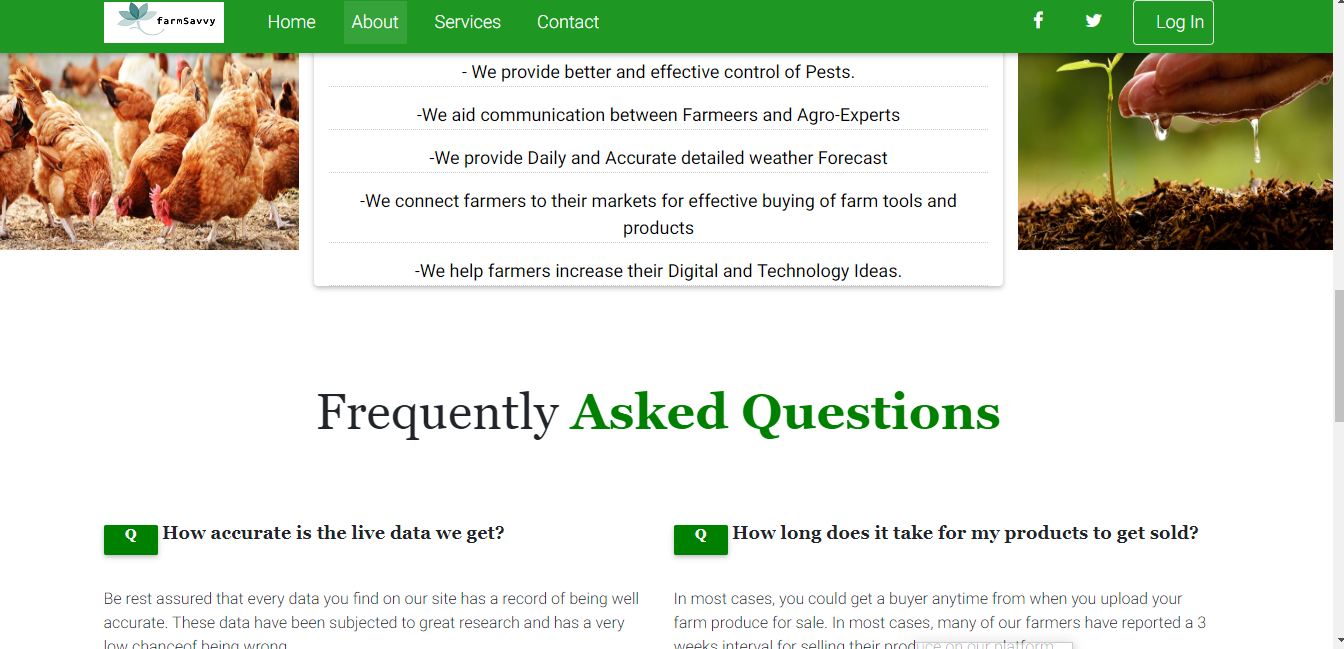 farmSavvy
Home
About
Services
Contact
Log In
- We provide better and effective control of Pests.
-We aid communication between Farmeers and Agro-Experts
-We provide Daily and Accurate detailed weather Forecast
-We connect farmers to their markets for effective buying of farm tools and
products
-We help farmers increase their Digital and Technology Ideas.
Frequently Asked Questions
Q How accurate is the live data we get?
Be rest assured that every data you find on our site has a record of being well
accurate. These data have been subjected to great research and has a very
low chanceof being wrong
Q How long does it take for my products to get sold?
In most cases, you could get a buyer anytime from when you upload your
farm produce for sale. In most cases, many of our farmers have reported a 3
weeks interval for selling their produce on our platform